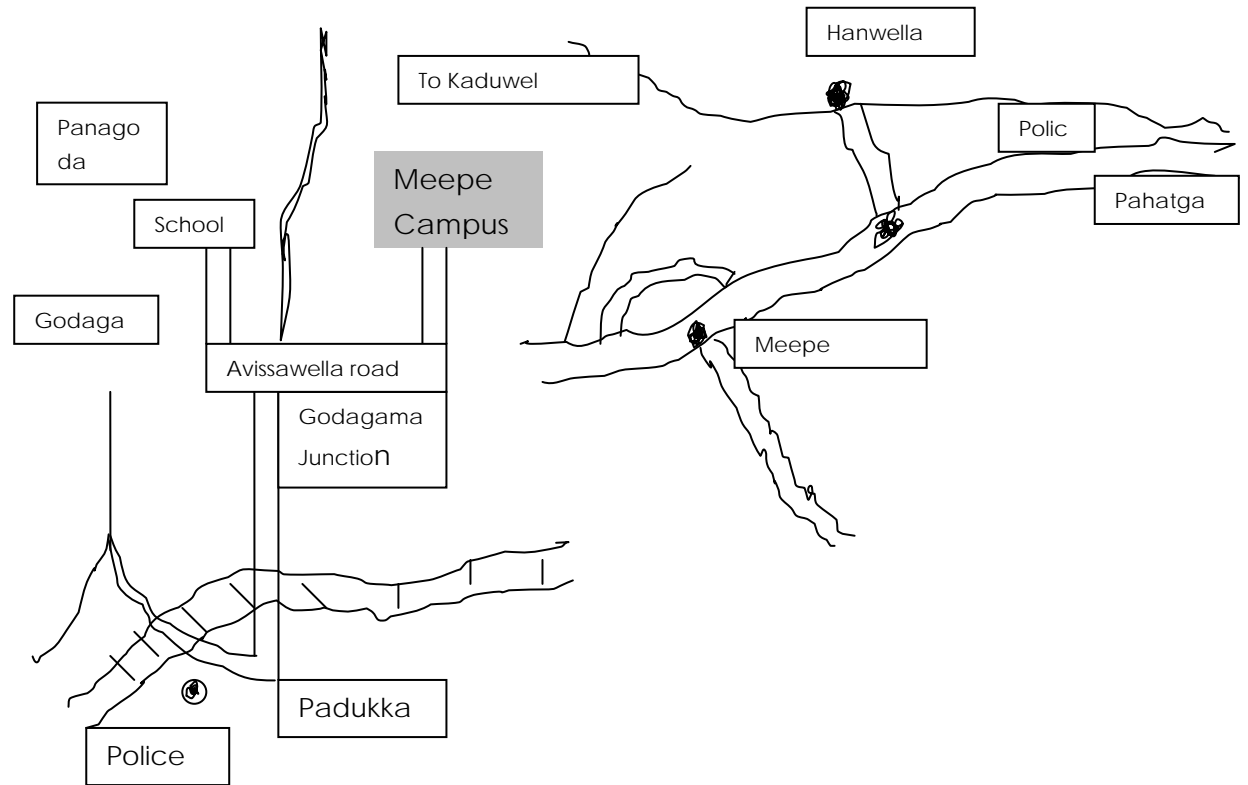 Hanwella
To Kaduwel
Polic
Panago
da
Meepe
Campus
Pahatga
School
Godaga
Meepe
Avissawella road
Godagama
Junction
Padukka
Police